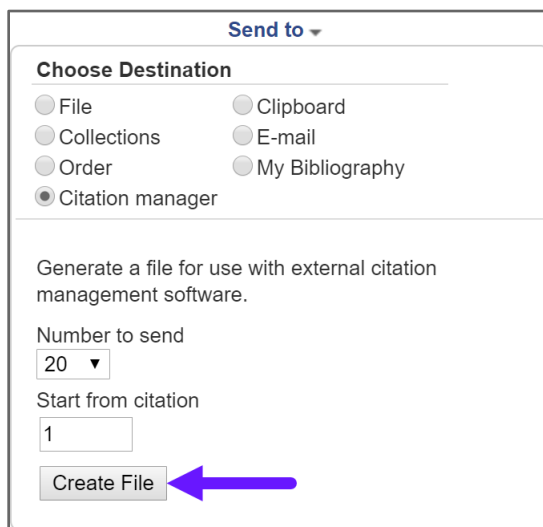 Send to
Choose Destination
File Clipboard
Collections E-mail
Order My Bibliography
Citation manager
Generate a file for use with external citation
management software.
Number to send
20
Start from citation
1
Create File